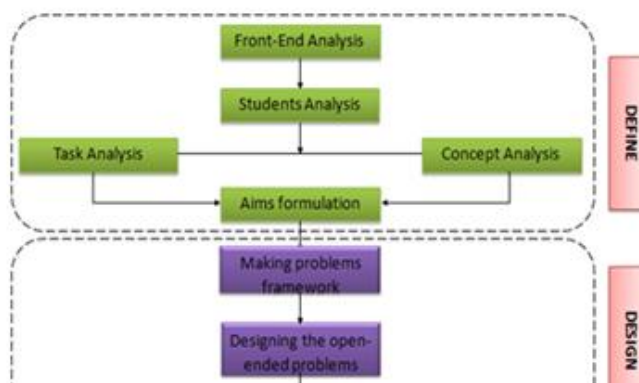 Front-End Analysis
Students Analysis
Task Analysis
Concept Analysis
Aims formulation
DEFINE
Making problems
framework
Designing the open-
ended problems
DESIGN